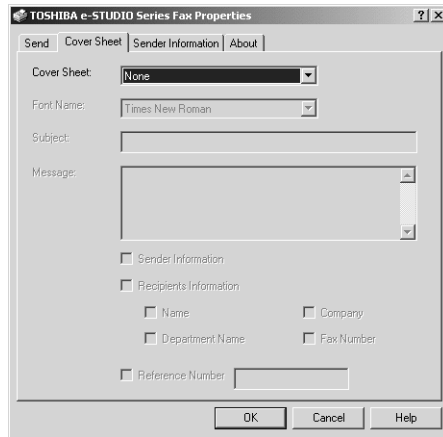 TOSHIBA e-STUDIO Series Fax Properties
Send Cover Sheet Sender Information About
Cover Sheet: None
Font Name: Times New Roman
Subject:
Message:
Sender Information
Recipients Information
Name Company
Department Name Fax Number
Reference Number
OK Cancel Help